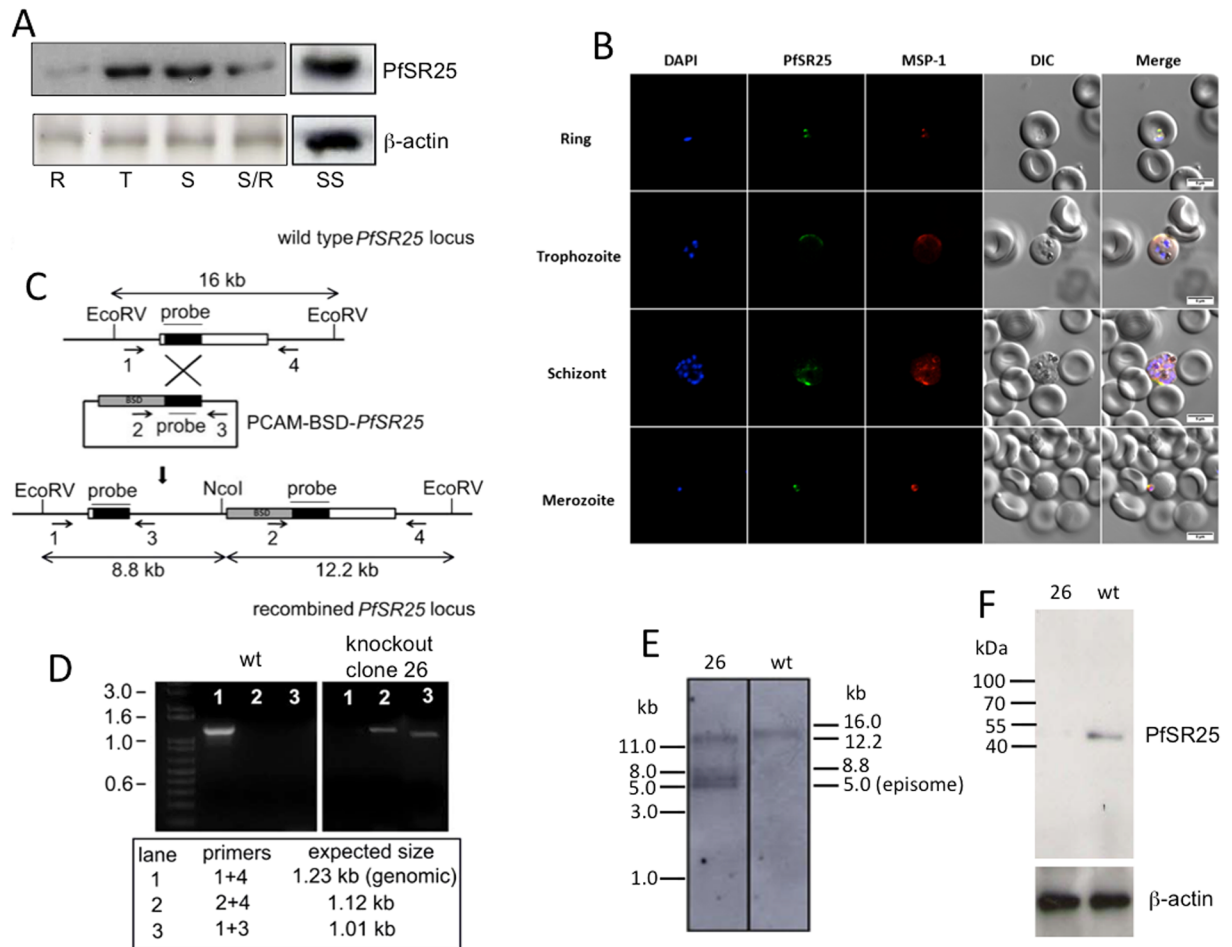 A
PfSR25
β-actin
R T S S/R SS
B
DAPI PfSR25 MSP-1 DIC Merge
Ring
Trophozoite
Schizont
Merozoite
wild type PfSR25 locus
C
16 kb
EcoRV probe EcoRV
1 4
BSD
2 probe 3
PCAM-BSD-PfSR25
EcoRV probe NcoI probe EcoRV
BSD
1 3 2 4
8.8 kb 12.2 kb
recombined PfSR25 locus
D
wt knockout clone 26
3.0 1 2 3 1 2 3
1.6
1.0
0.6
lane primers expected size
1 1+4 1.23 kb (genomic)
2 2+4 1.12 kb
3 1+3 1.01 kb
E
26 wt
kb kb
16.0
11.0 12.2
8.0 8.8
5.0 5.0 (episome)
3.0
1.0
F
26 wt
kDa
100
70
55 PfSR25
40
β-actin